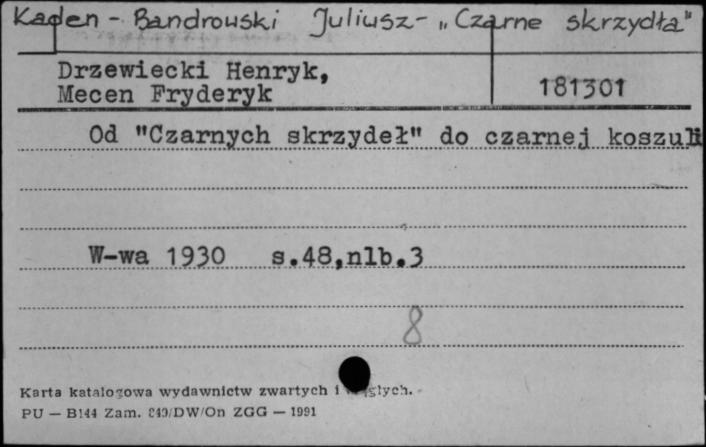 Kaden - Bandrowski Juliusz - „Czarne skrzydła"
Drzewiecki Henryk,
Mecen Fryderyk
181301
Od "Czarnych skrzydeł" do czarnej koszuli
W-wa 1930 s.48,nlb.3
8
Karta katalogowa wydawnictw zwartych i
PU — B144 Zam. 849/DW/On ZGG — 1991